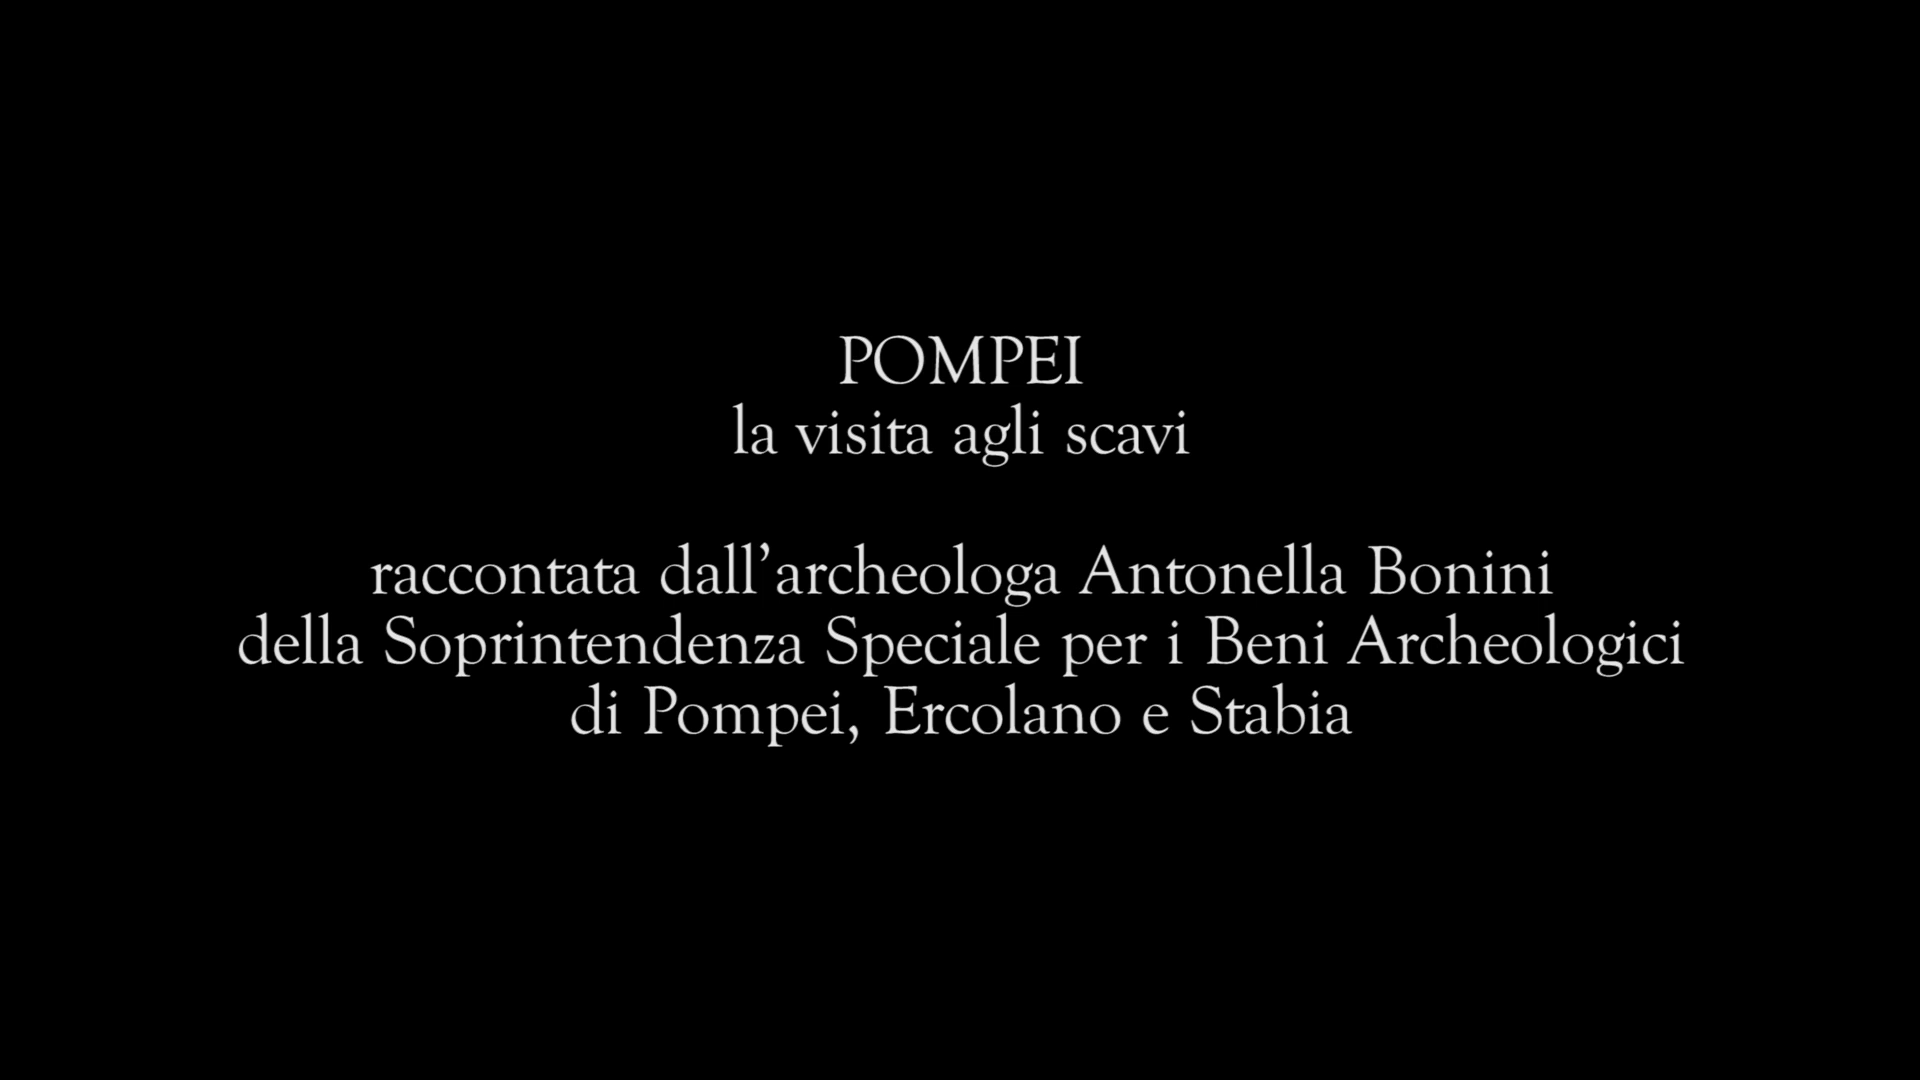 POMPEI
la visita agli scavi
raccontata dall’archeologa Antonella Bonini
della Soprintendenza Speciale per i Beni Archeologici
di Pompei, Ercolano e Stabia